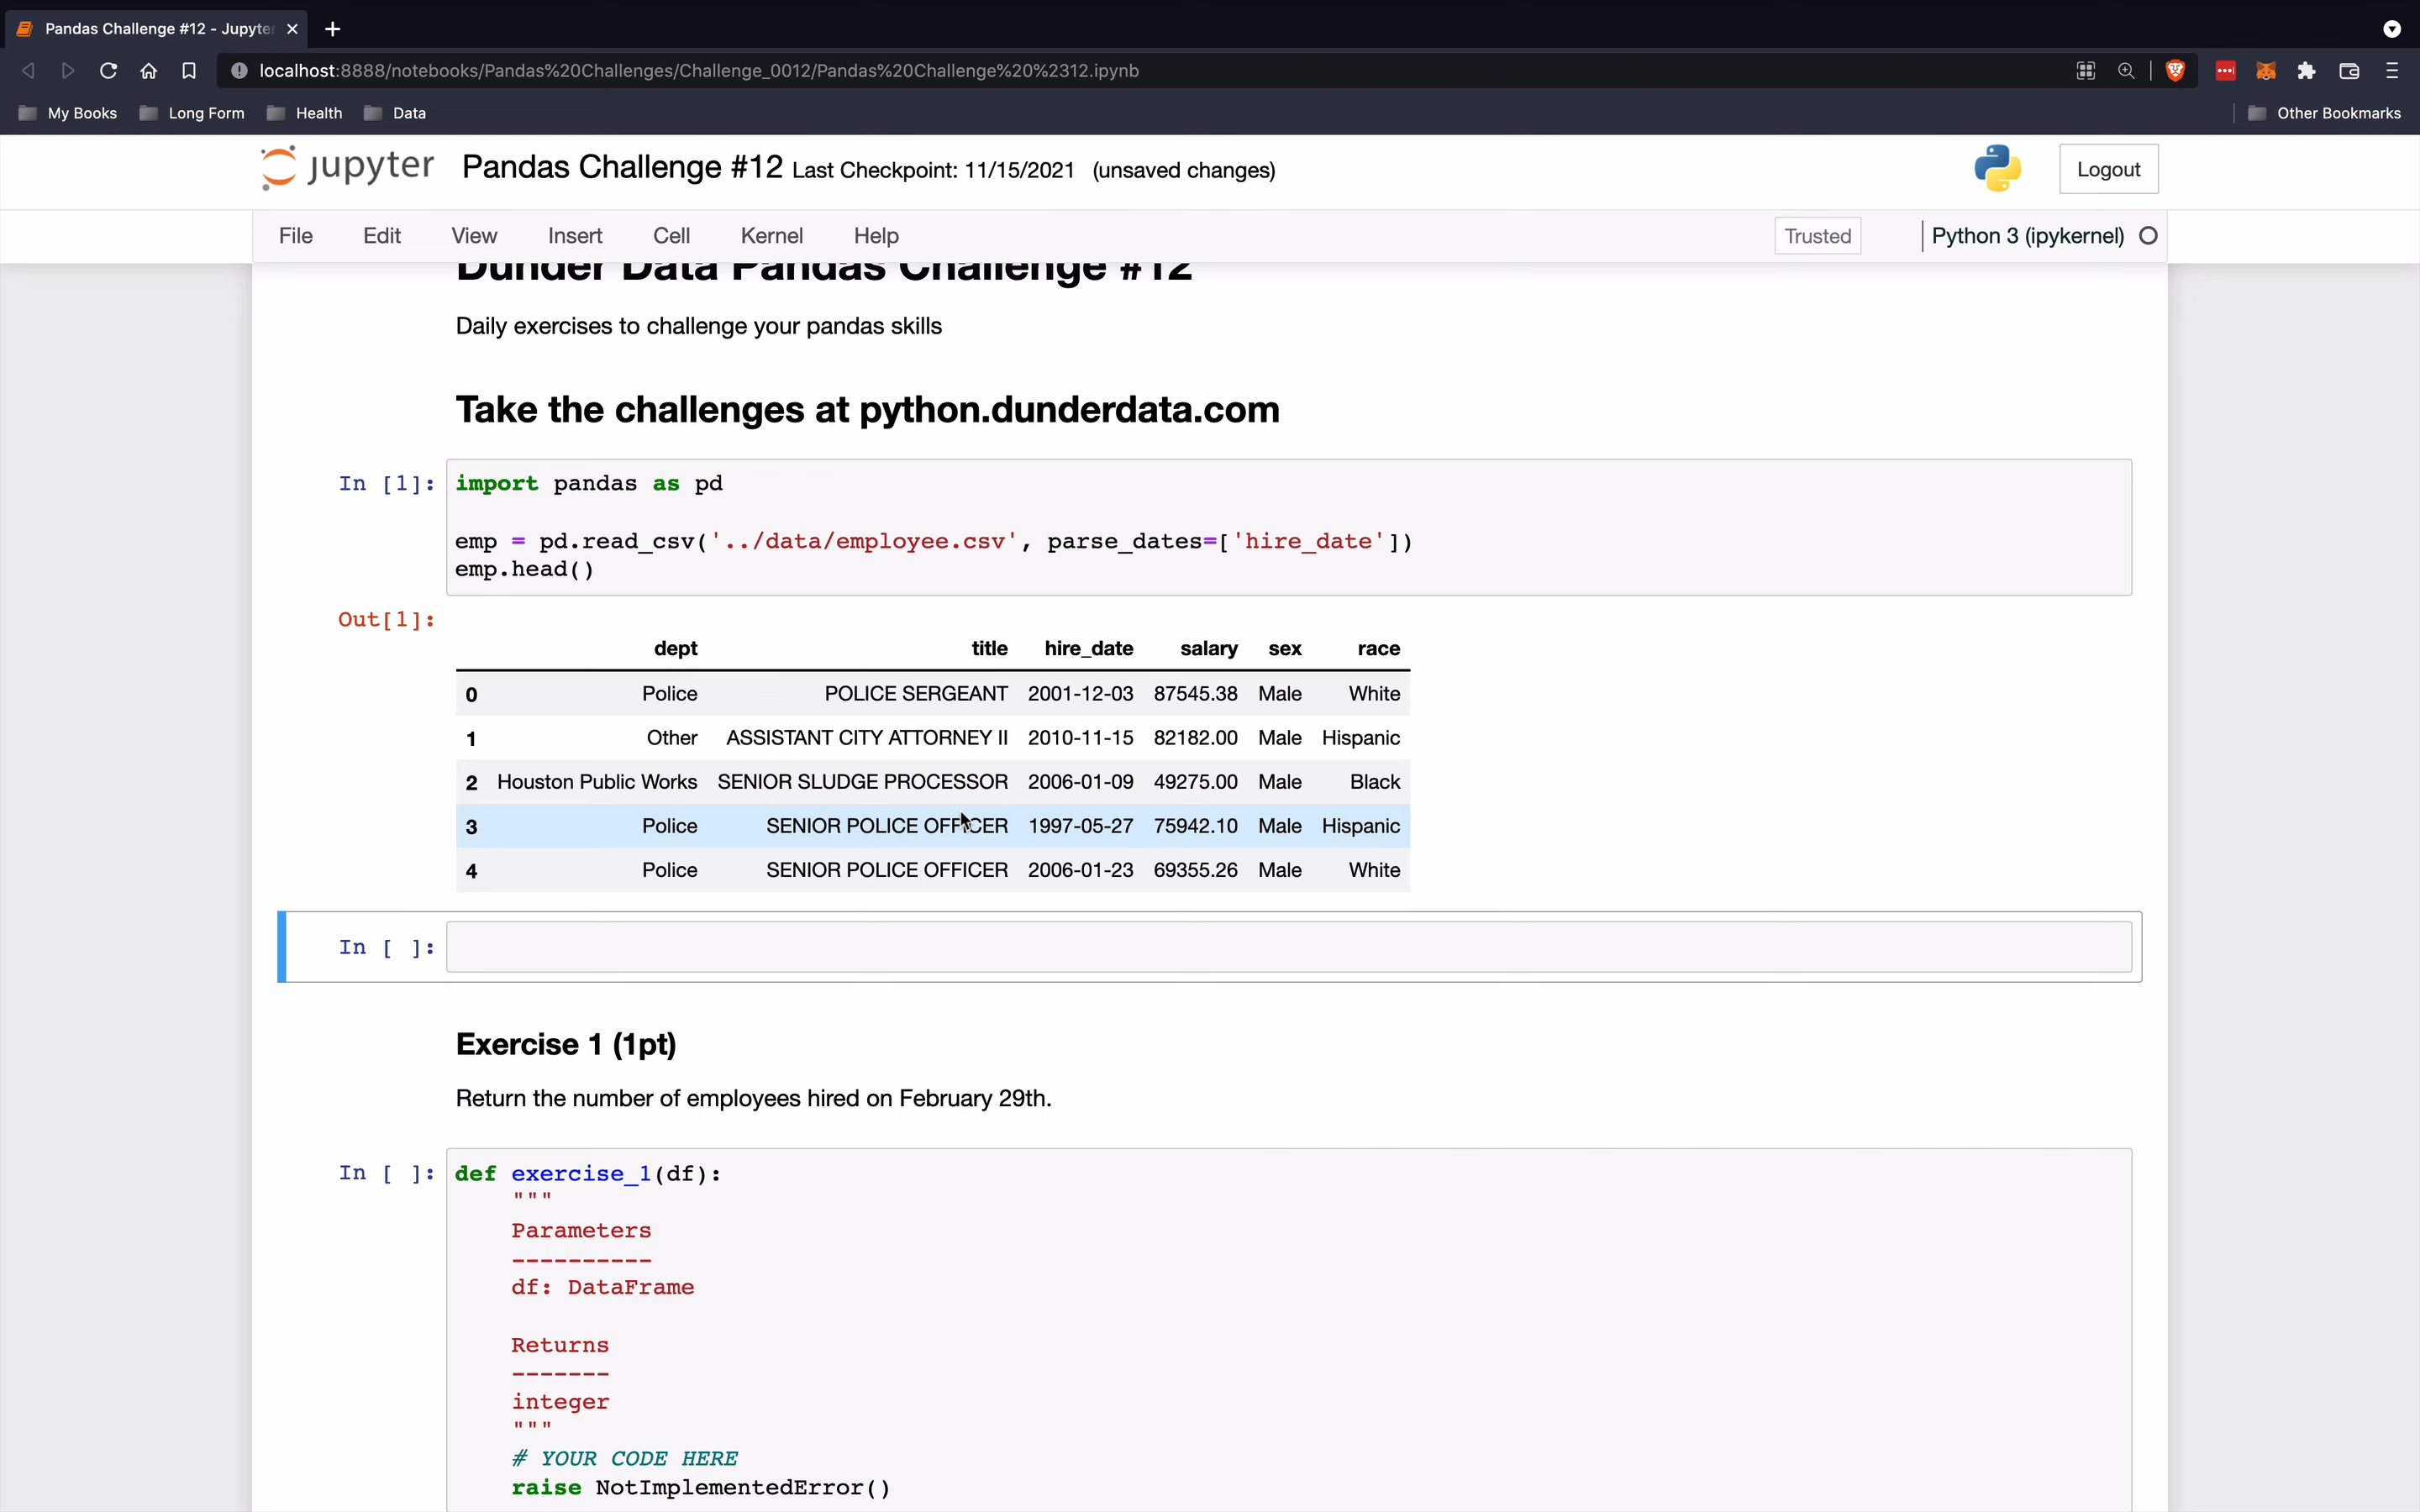 Pandas Challenge #12 - Jupyter
localhost:8888/notebooks/Pandas%20Challenges/Challenge_0012/Pandas%20Challenge%20%2312.ipynb
My Books Long Form Health Data Other Bookmarks
jupyter Pandas Challenge #12 Last Checkpoint: 11/15/2021 (unsaved changes) Logout
File Edit View Insert Cell Kernel Help Trusted Python 3 (ipykernel)
Dunder Data Pandas Challenge #12
Daily exercises to challenge your pandas skills
Take the challenges at python.dunderdata.com
In [1]: import pandas as pd
emp = pd.read_csv('../data/employee.csv', parse_dates=['hire_date'])
emp.head()
Out[1]:
dept title hire_date salary sex race
0 Police POLICE SERGEANT 2001-12-03 87545.38 Male White
1 Other ASSISTANT CITY ATTORNEY II 2010-11-15 82182.00 Male Hispanic
2 Houston Public Works SENIOR SLUDGE PROCESSOR 2006-01-09 49275.00 Male Black
3 Police SENIOR POLICE OFFICER 1997-05-27 75942.10 Male Hispanic
4 Police SENIOR POLICE OFFICER 2006-01-23 69355.26 Male White
In [ ]:
Exercise 1 (1pt)
Return the number of employees hired on February 29th.
In [ ]: def exercise_1(df):
"""
Parameters
----------
df: DataFrame
Returns
-------
integer
"""
# YOUR CODE HERE
raise NotImplementedError()